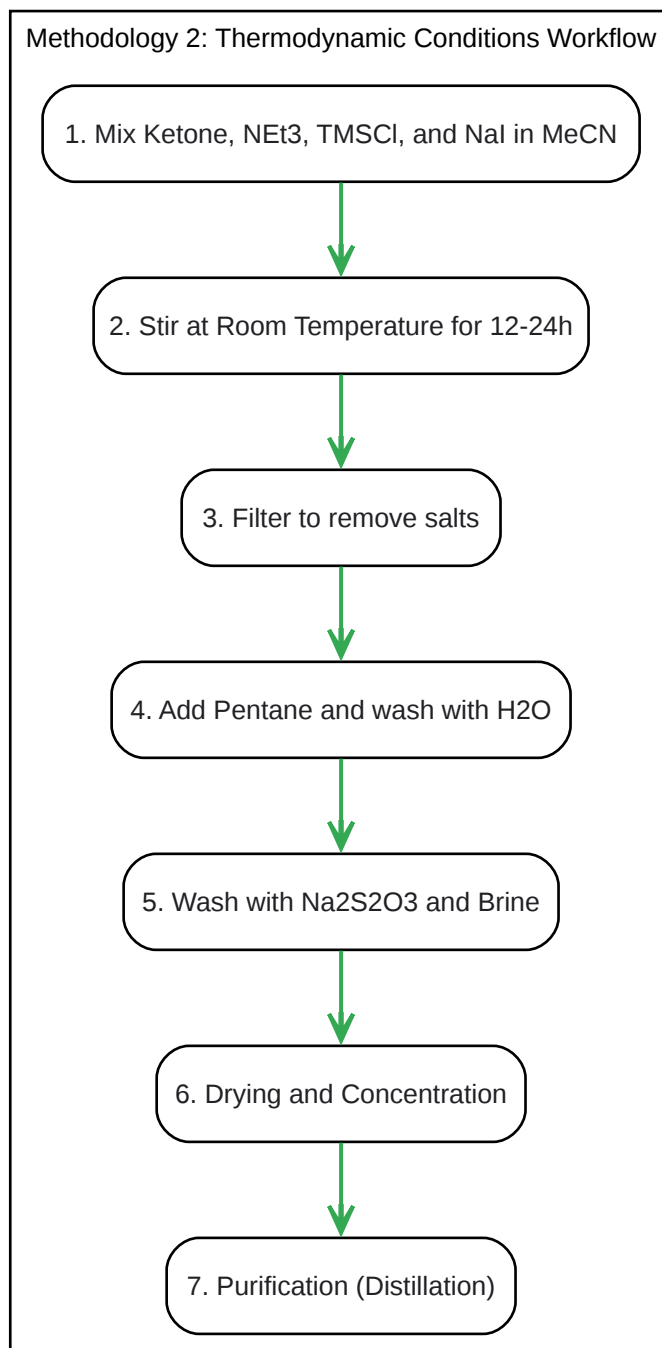 Methodology 2: Thermodynamic Conditions Workflow
1. Mix Ketone, NEt3, TMSCl, and NaI in MeCN
2. Stir at Room Temperature for 12-24h
3. Filter to remove salts
4. Add Pentane and wash with H2O
5. Wash with Na2S2O3 and Brine
6. Drying and Concentration
7. Purification (Distillation)